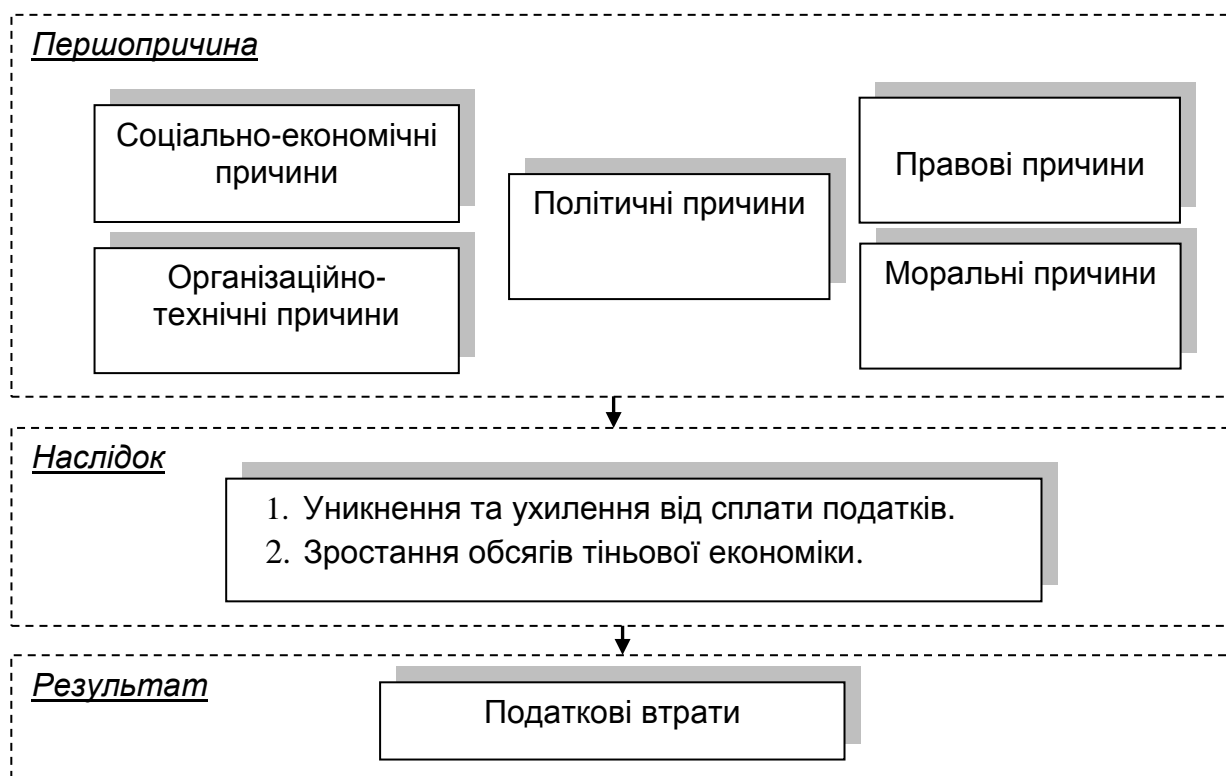 Першопричина
Соціально-економічні
причини
Організаційно-
технічні причини
Політичні причини
Правові причини
Моральні причини
Наслідок
1. Уникнення та ухилення від сплати податків.
2. Зростання обсягів тіньової економіки.
Результат
Податкові втрати